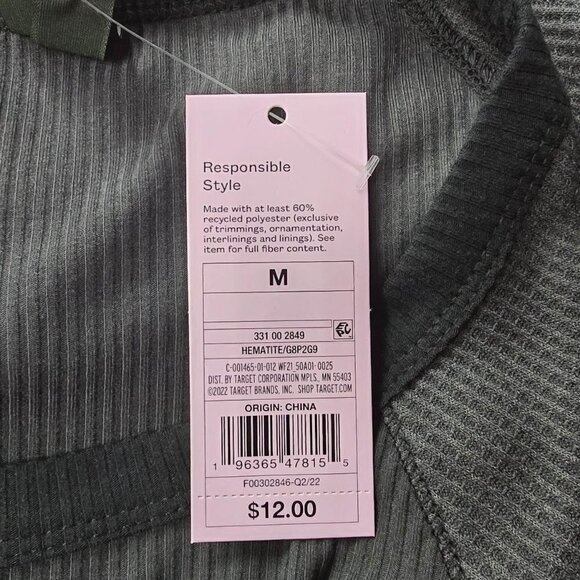 Responsible
Style
Made with at least 60%
recycled polyester (exclusive
of trimmings, ornamentation,
interlinings and linings). See
item for full fiber content.
M
331 00 2849
HEMATITE/G8P2G9
C-001465-01-012 WF21_50A01-0025
DIST. BY TARGET CORPORATION MPLS., MN 55403
©2022 TARGET BRANDS, INC. SHOP TARGET.COM
ORIGIN: CHINA
1 96365 47815 5
F00302846-Q2/22
$12.00